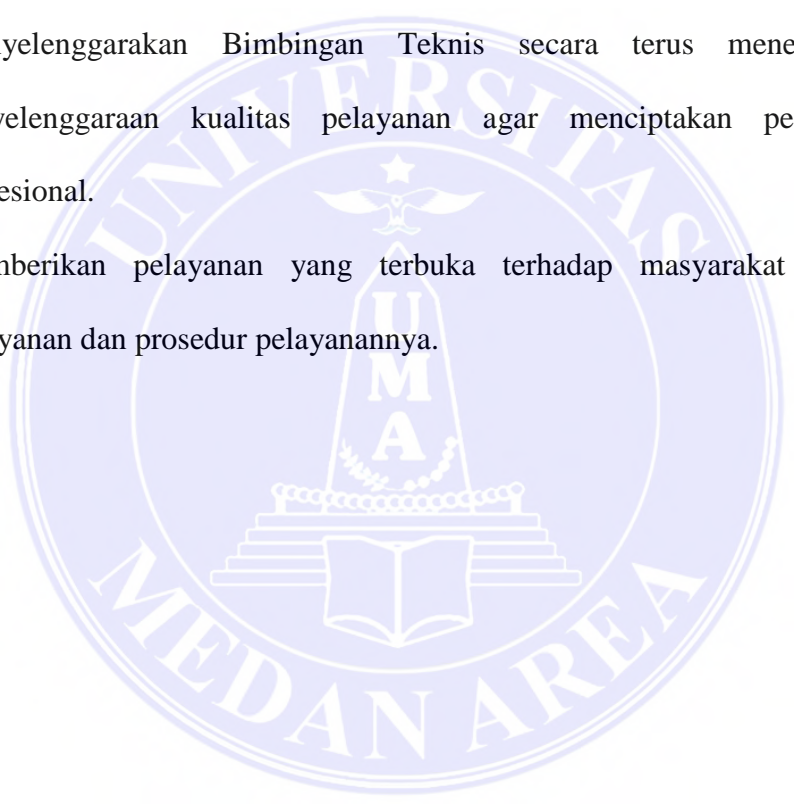 yelenggarakan Bimbingan Teknis secara terus mene
yelenggaraan kualitas pelayanan agar menciptakan pe
esional.
nberikan pelayanan yang terbuka terhadap masyarakat
yanan dan prosedur pelayanannya.
UNIVERSITAS
U
M
A
MEDAN AREA